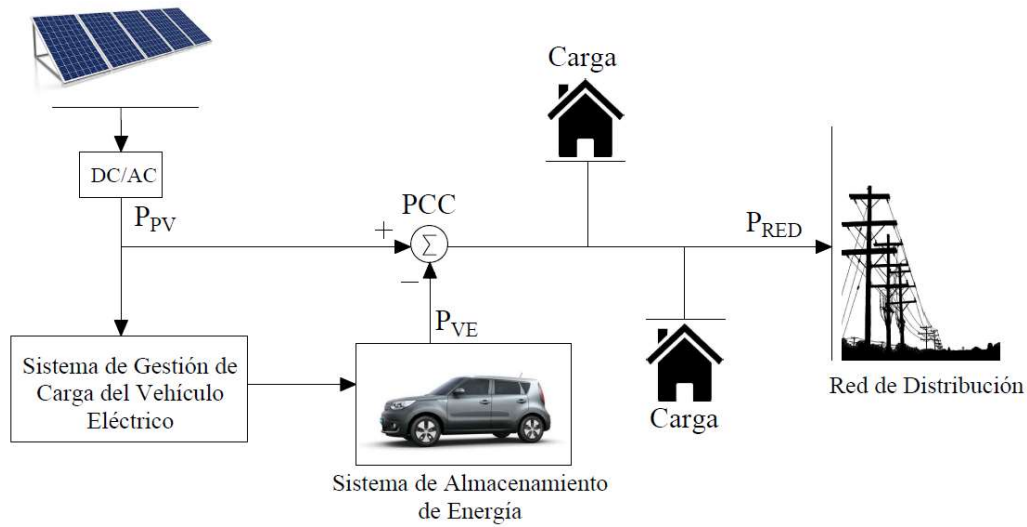 Carga
DC/AC
P_PV
PCC
+
Σ
−
P_RED
P_VE
Sistema de Gestión de
Carga del Vehículo
Eléctrico
Carga
Red de Distribución
Sistema de Almacenamiento
de Energía